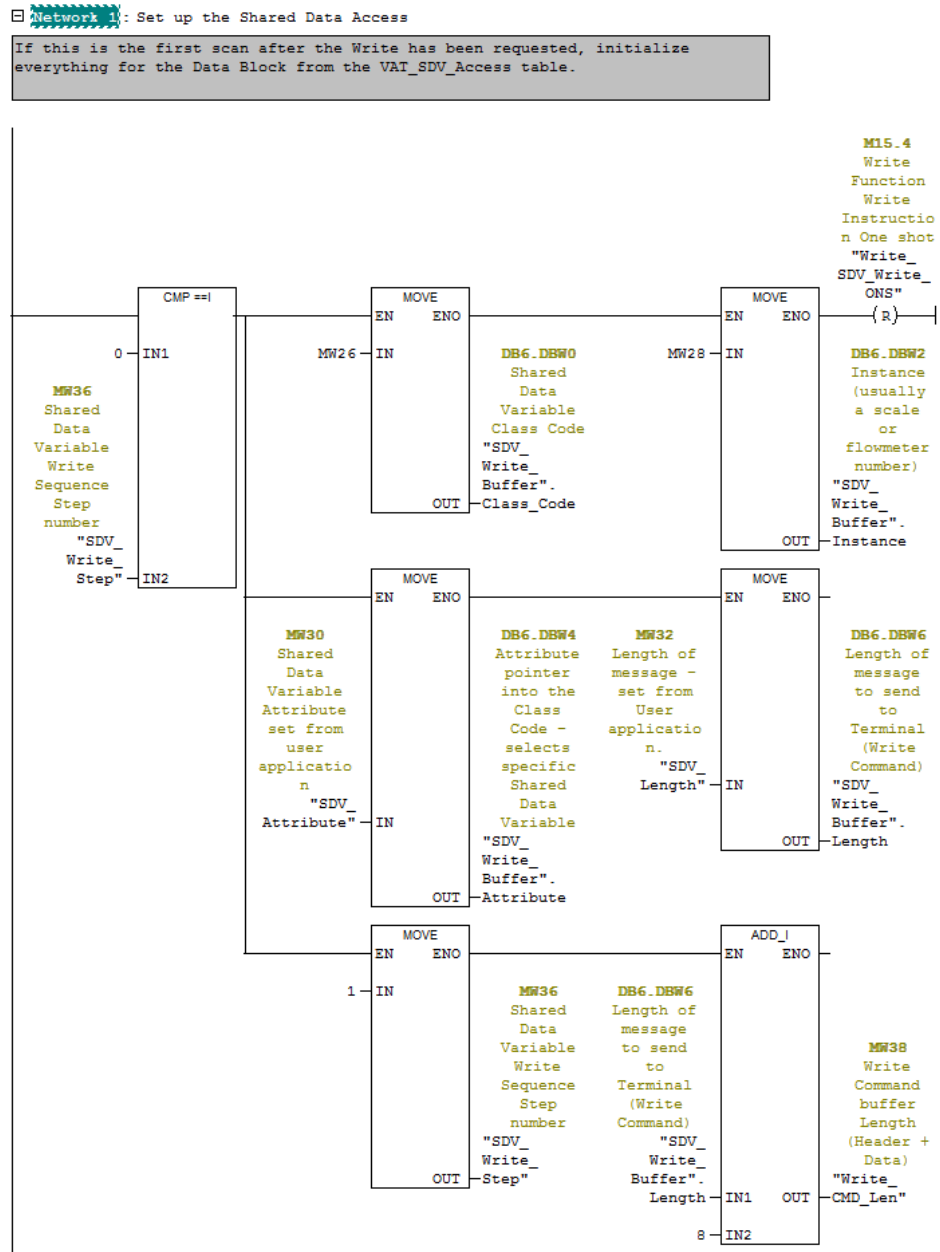 Network 1: Set up the Shared Data Access
If this is the first scan after the Write has been requested, initialize
everything for the Data Block from the VAT_SDV_Access table.
M15.4
Write
Function
Write
Instructio
n One shot
"Write_
SDV_Write_
ONS"
CMP ==I
MOVE
MOVE
EN ENO
EN ENO
( R )
0 IN1
MW26 IN
DB6.DBW0
Shared
Data
Variable
Class Code
"SDV_
Write_
Buffer".
OUT Class_Code
MW28 IN
DB6.DBW2
Instance
(usually
a scale
or
flowmeter
number)
"SDV_
Write_
Buffer".
OUT Instance
MW36
Shared
Data
Variable
Write
Sequence
Step
number
"SDV_
Write_
Step" IN2
MOVE
MOVE
EN ENO
EN ENO
MW30
Shared
Data
Variable
Attribute
set from
user
applicatio
n
"SDV_
Attribute" IN
DB6.DBW4
Attribute
pointer
into the
Class
Code -
selects
specific
Shared
Data
Variable
"SDV_
Write_
Buffer".
OUT Attribute
MW32
Length of
message -
set from
User
applicatio
n.
"SDV_
Length" IN
DB6.DBW6
Length of
message
to send
to
Terminal
(Write
Command)
"SDV_
Write_
Buffer".
OUT Length
MOVE
ADD_I
EN ENO
EN ENO
1 IN
MW36
Shared
Data
Variable
Write
Sequence
Step
number
"SDV_
Write_
OUT Step"
DB6.DBW6
Length of
message
to send
to
Terminal
(Write
Command)
"SDV_
Write_
Buffer".
Length IN1
MW38
Write
Command
buffer
Length
(Header +
Data)
"Write_
OUT CMD_Len"
8 IN2